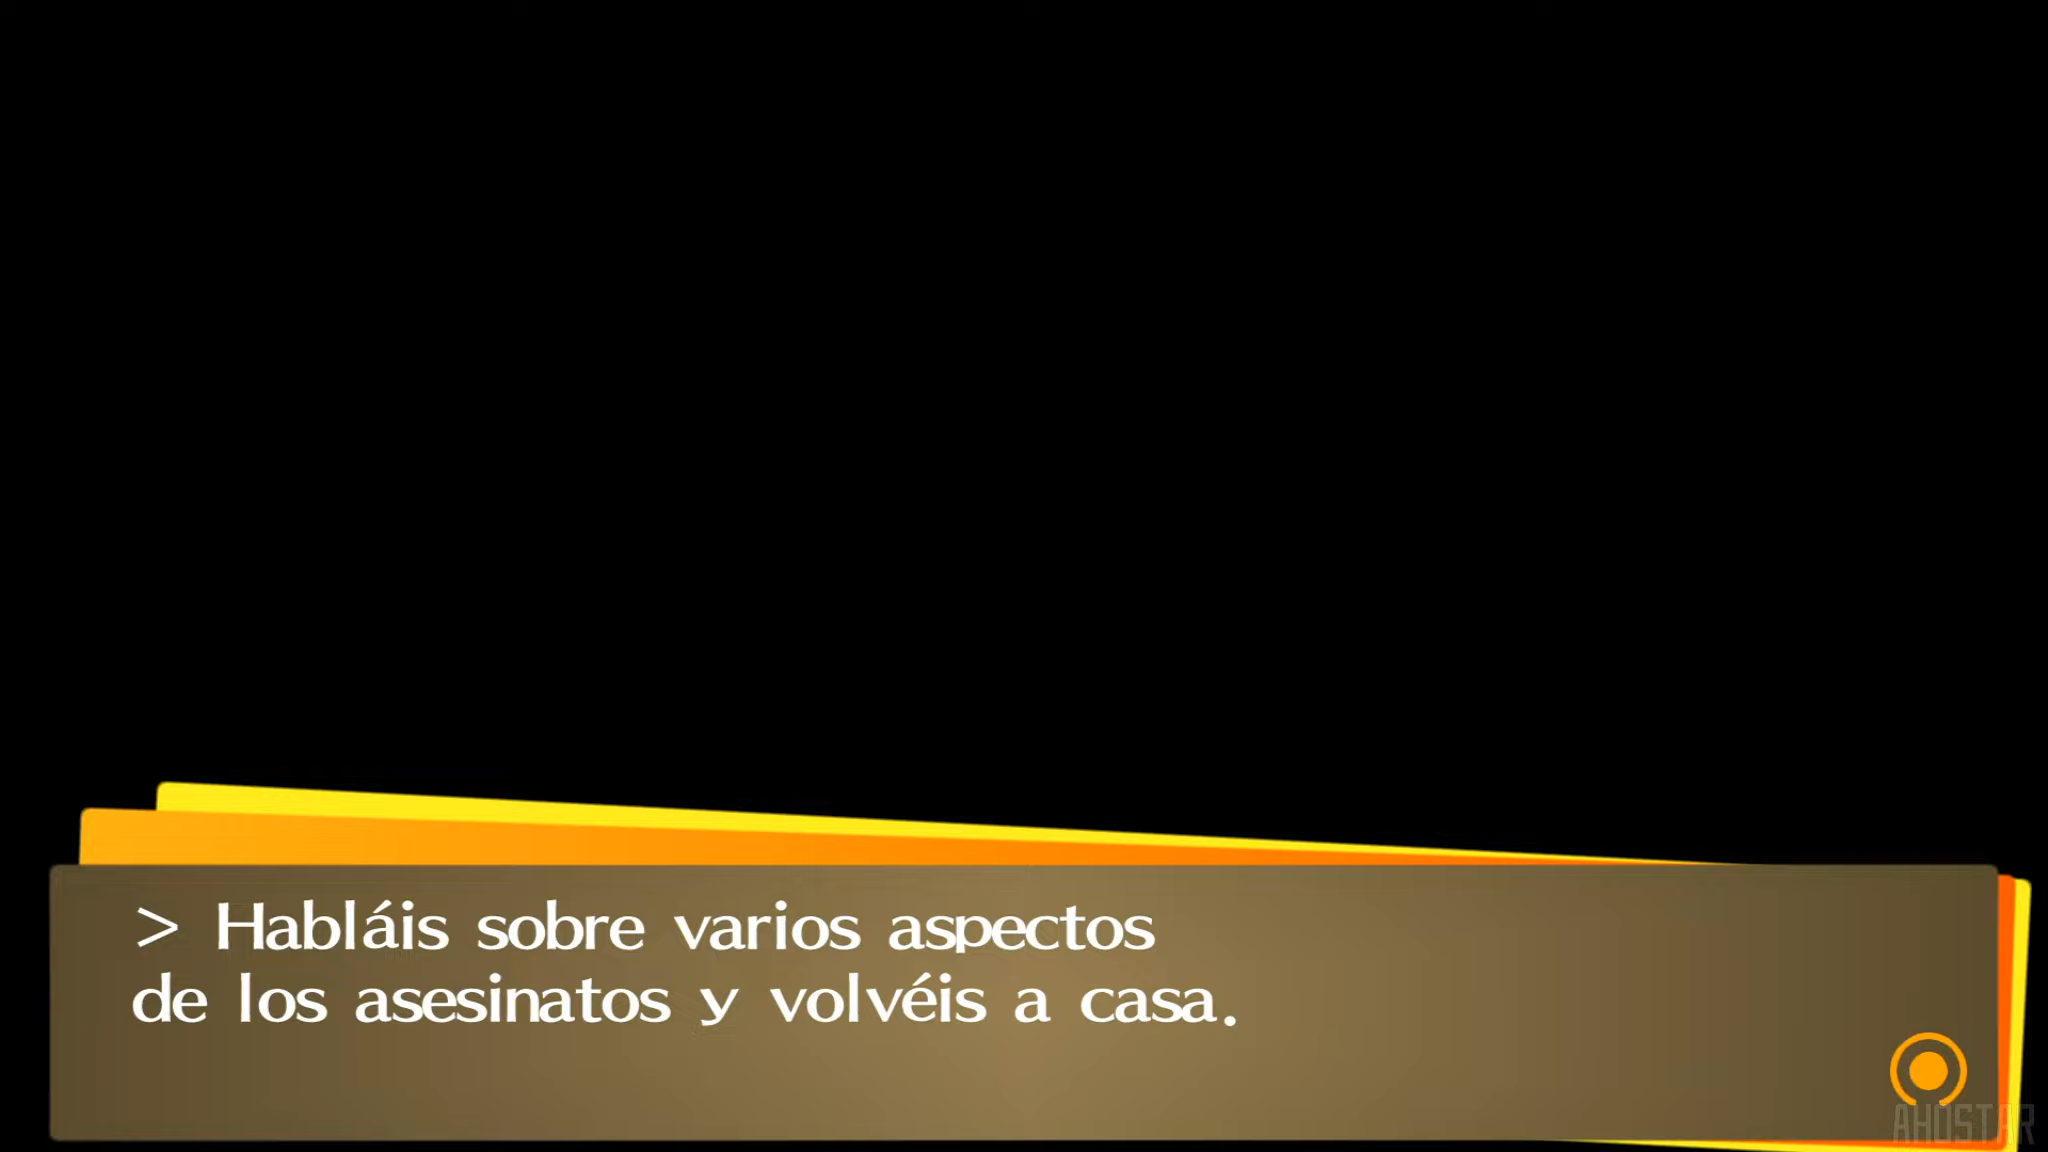 > Habláis sobre varios aspectos
de los asesinatos y volvéis a casa.
AHOSTAR